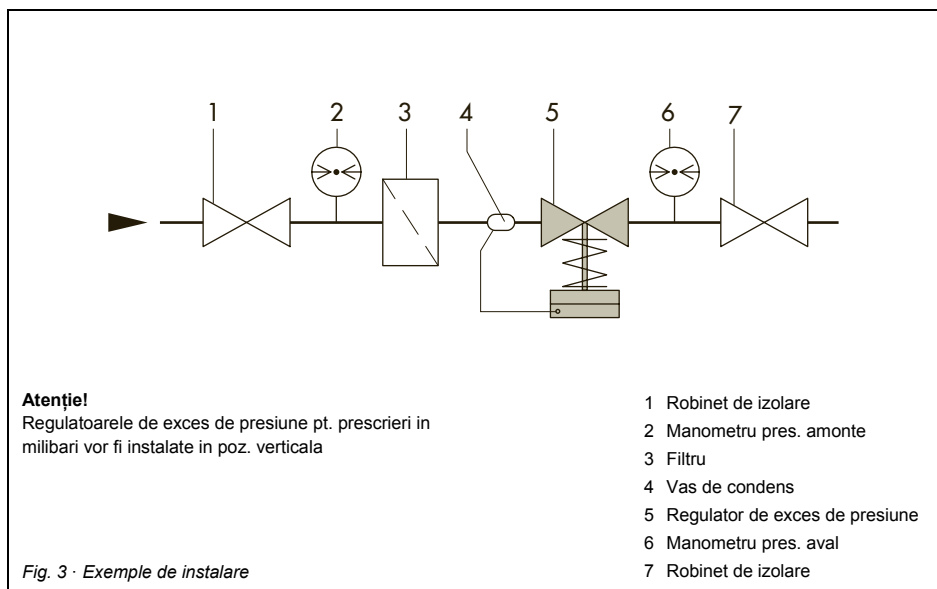 1 2 3 4 5 6 7
Atenție!
Regulatoarele de exces de presiune pt. prescrieri in
milibari vor fi instalate in poz. verticala
1 Robinet de izolare
2 Manometru pres. amonte
3 Filtru
4 Vas de condens
5 Regulator de exces de presiune
6 Manometru pres. aval
7 Robinet de izolare
Fig. 3 · Exemple de instalare